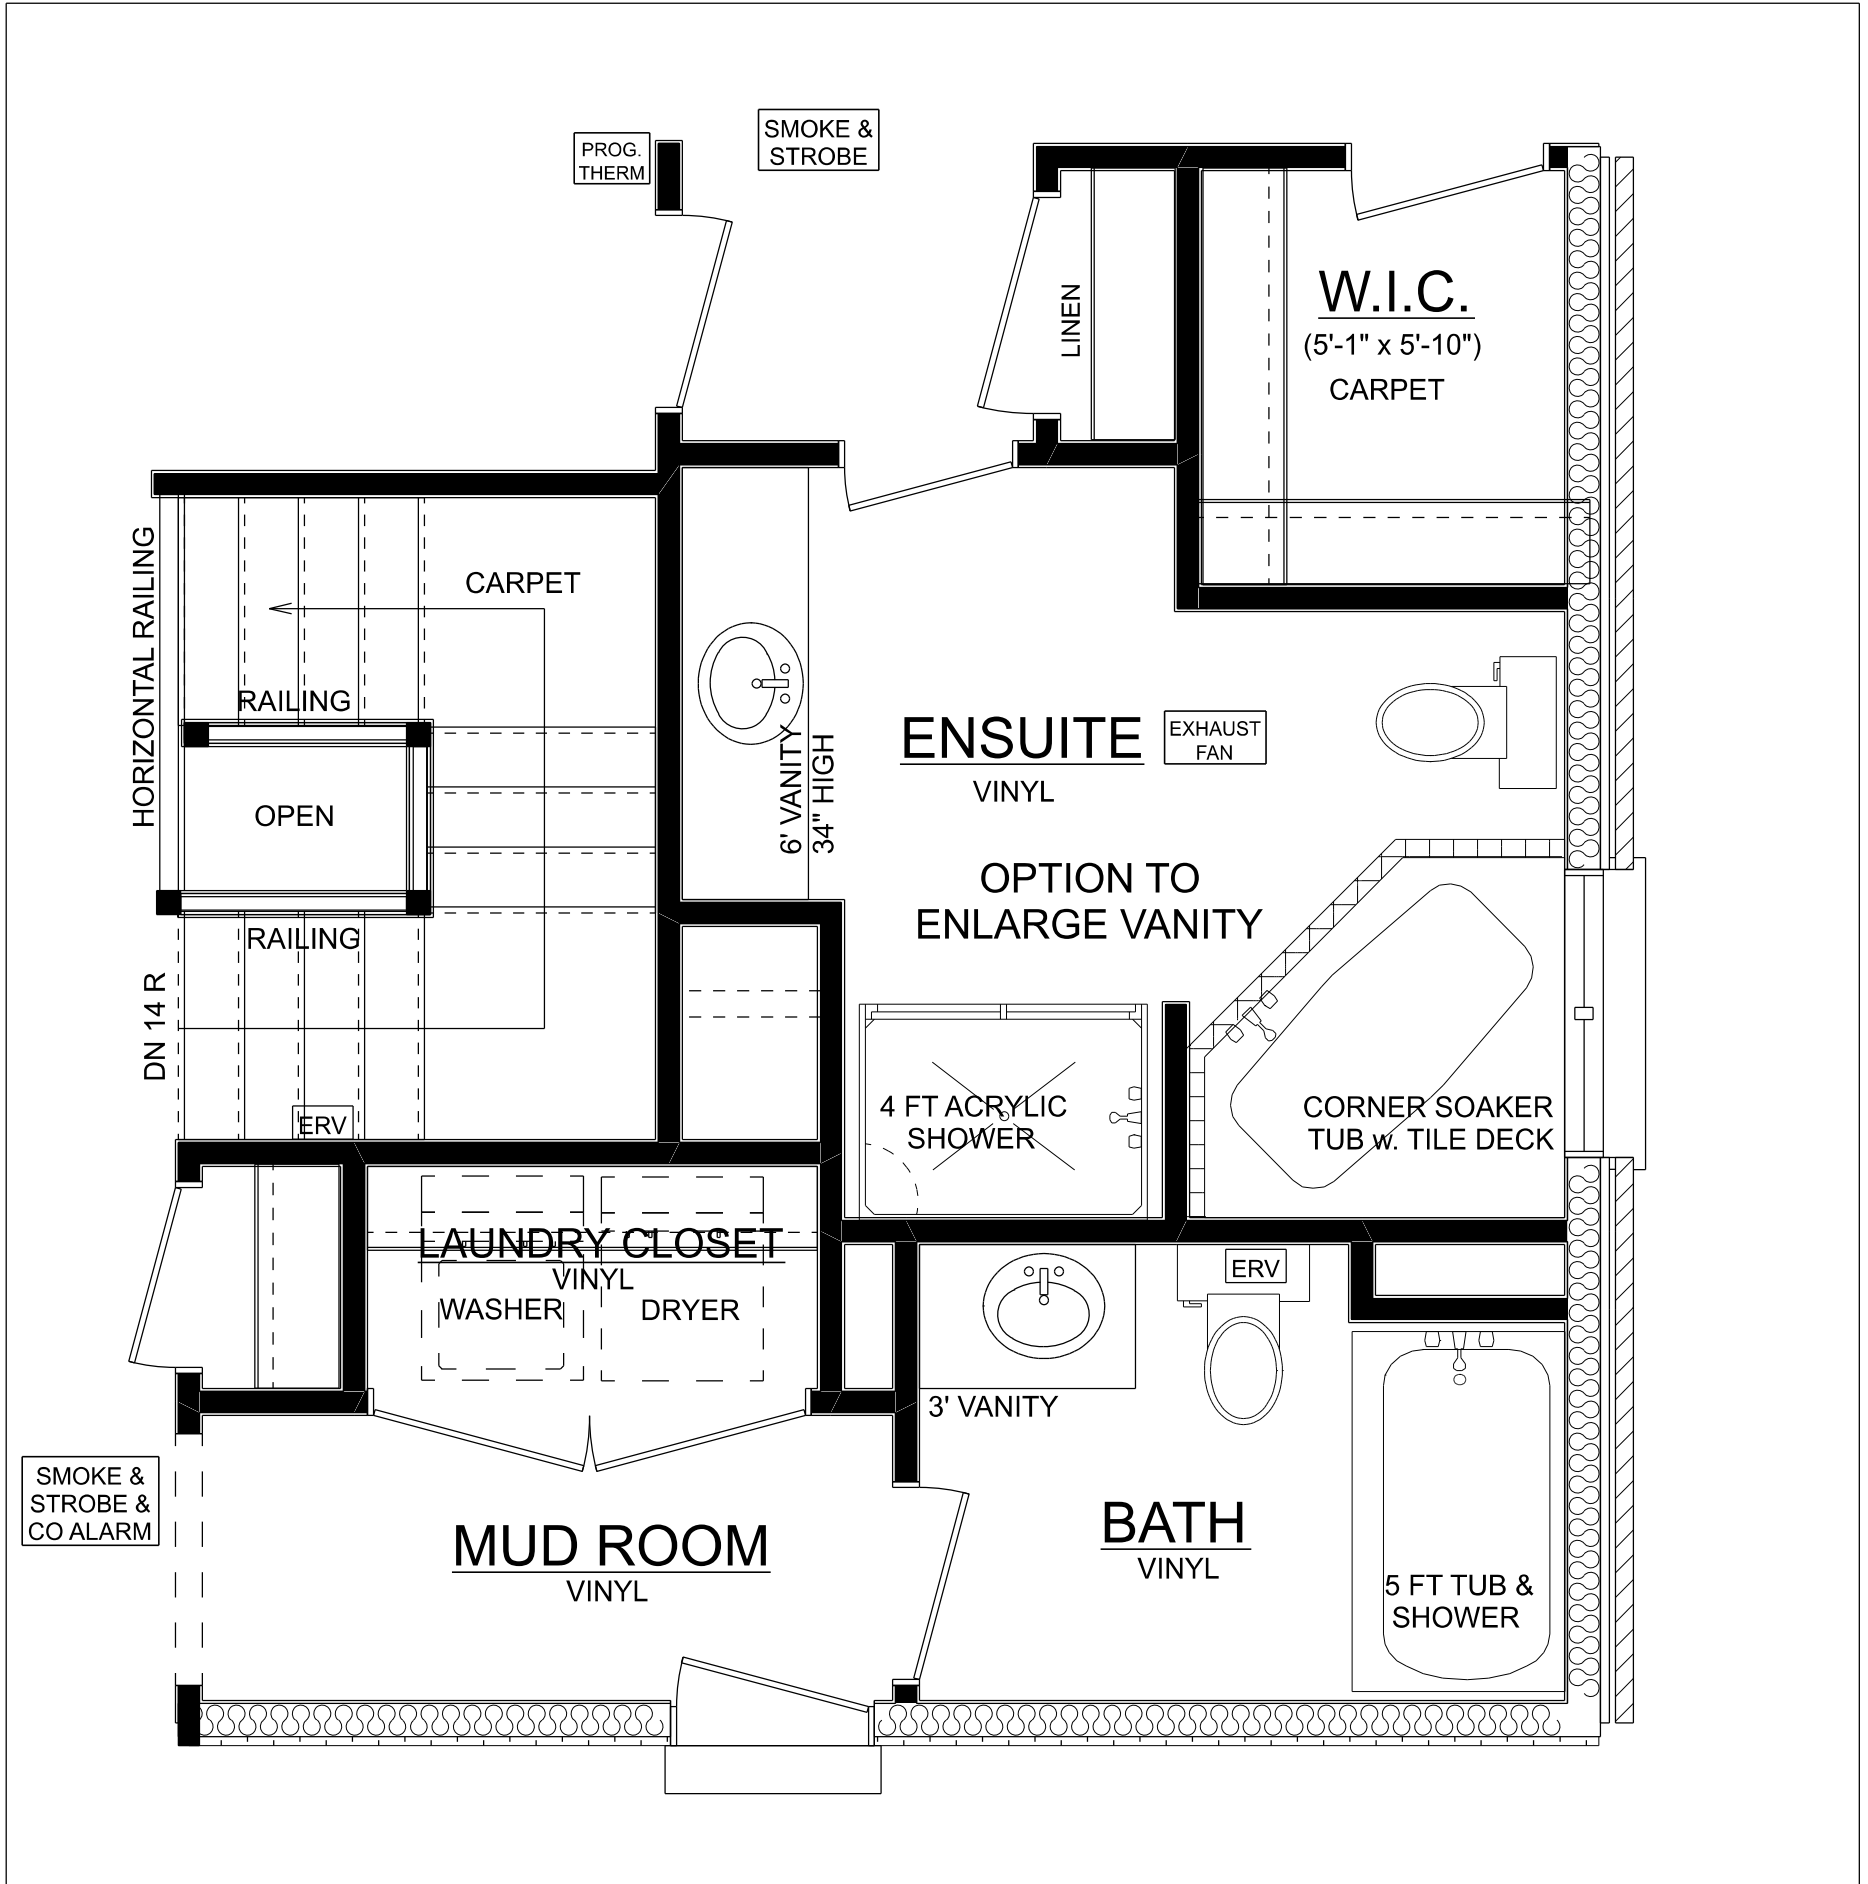 SMOKE &
STROBE
PROG.
THERM
LINEN
W.I.C.
(5'-1" x 5'-10")
CARPET
HORIZONTAL RAILING
CARPET
RAILING
OPEN
RAILING
DN 14 R
ERV
6' VANITY
34" HIGH
ENSUITE
VINYL
EXHAUST
FAN
OPTION TO
ENLARGE VANITY
4 FT ACRYLIC
SHOWER
CORNER SOAKER
TUB w. TILE DECK
LAUNDRY CLOSET
VINYL
WASHER
DRYER
ERV
3' VANITY
SMOKE &
STROBE &
CO ALARM
MUD ROOM
VINYL
BATH
VINYL
5 FT TUB &
SHOWER